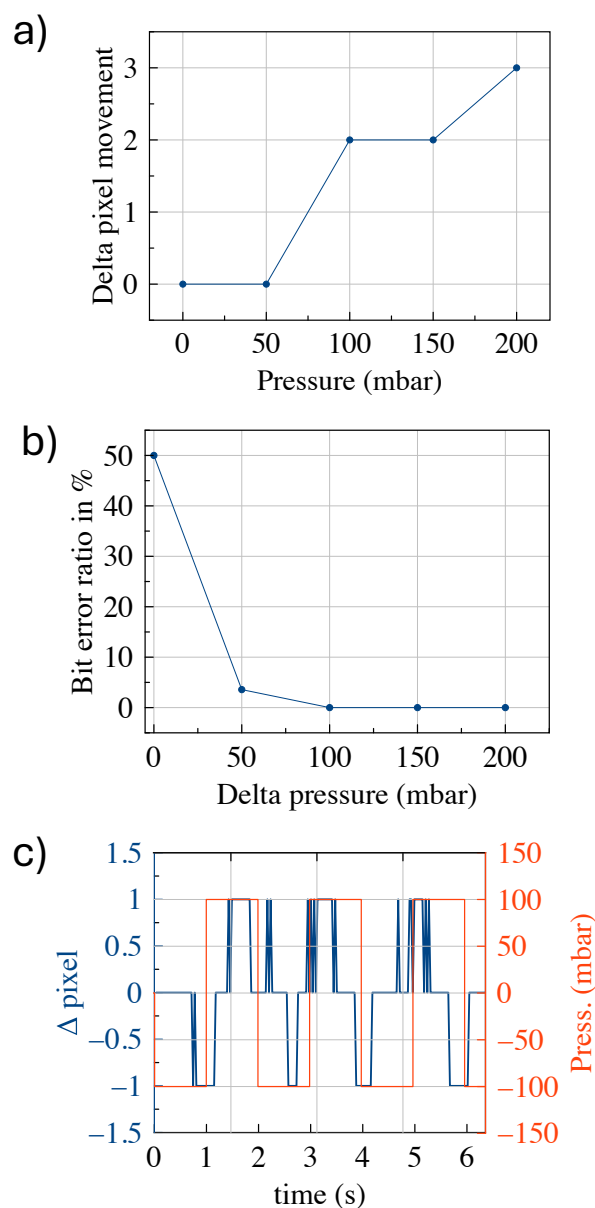 a)
Delta pixel movement
3
2
1
0
0 50 100 150 200
Pressure (mbar)
b)
Bit error ratio in %
50
40
30
20
10
0
0 50 100 150 200
Delta pressure (mbar)
c)
Δ pixel
1.5
1
0.5
0
−0.5
−1
−1.5
150
100
50
0
−50
−100
−150
Press. (mbar)
0 1 2 3 4 5 6
time (s)